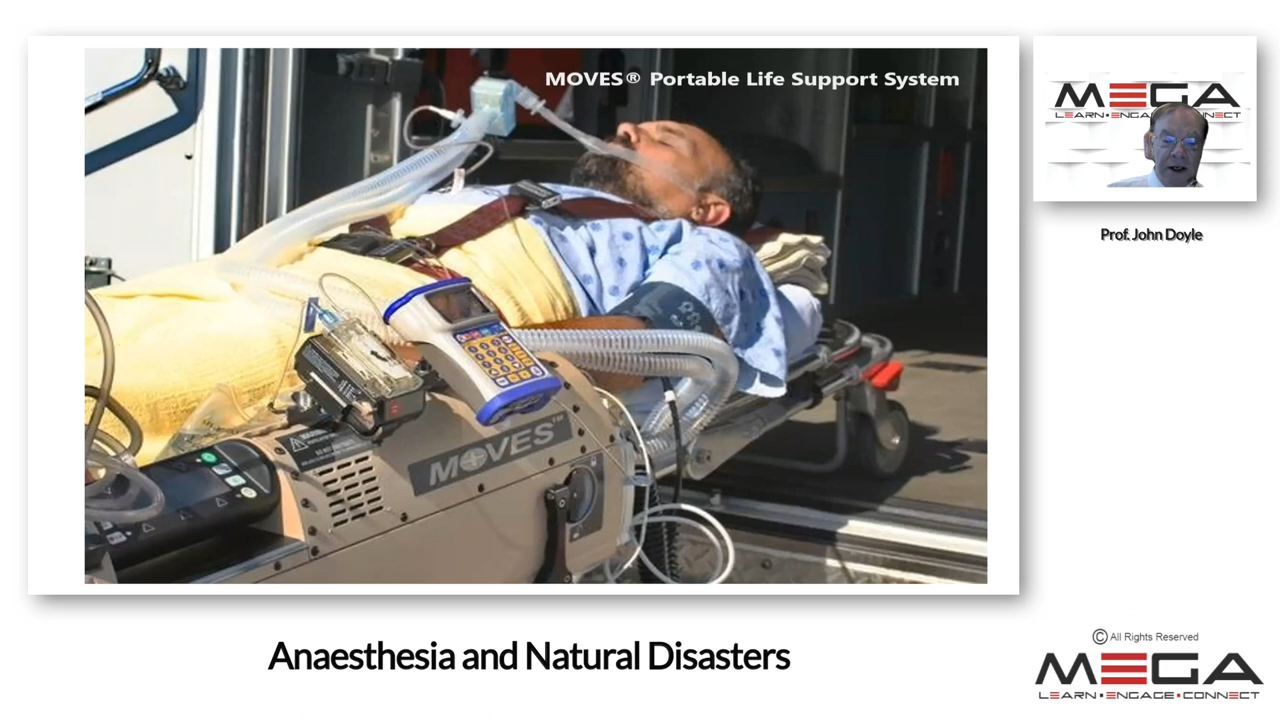 MOVES® Portable Life Support System
MOVES™
MEGA
LEARN•ENGAGE•CONNECT
Prof. John Doyle
Anaesthesia and Natural Disasters
© All Rights Reserved
MEGA
LEARN•ENGAGE•CONNECT